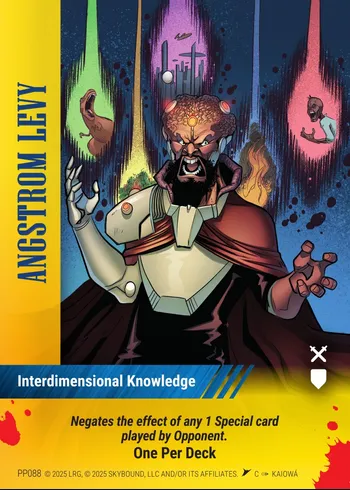 ANGSTROM LEVY
Interdimensional Knowledge
Negates the effect of any 1 Special card
played by Opponent.
One Per Deck
PP088 © 2025 LRG, © 2025 SKYBOUND, LLC AND/OR ITS AFFILIATES. C KAIOWÁ